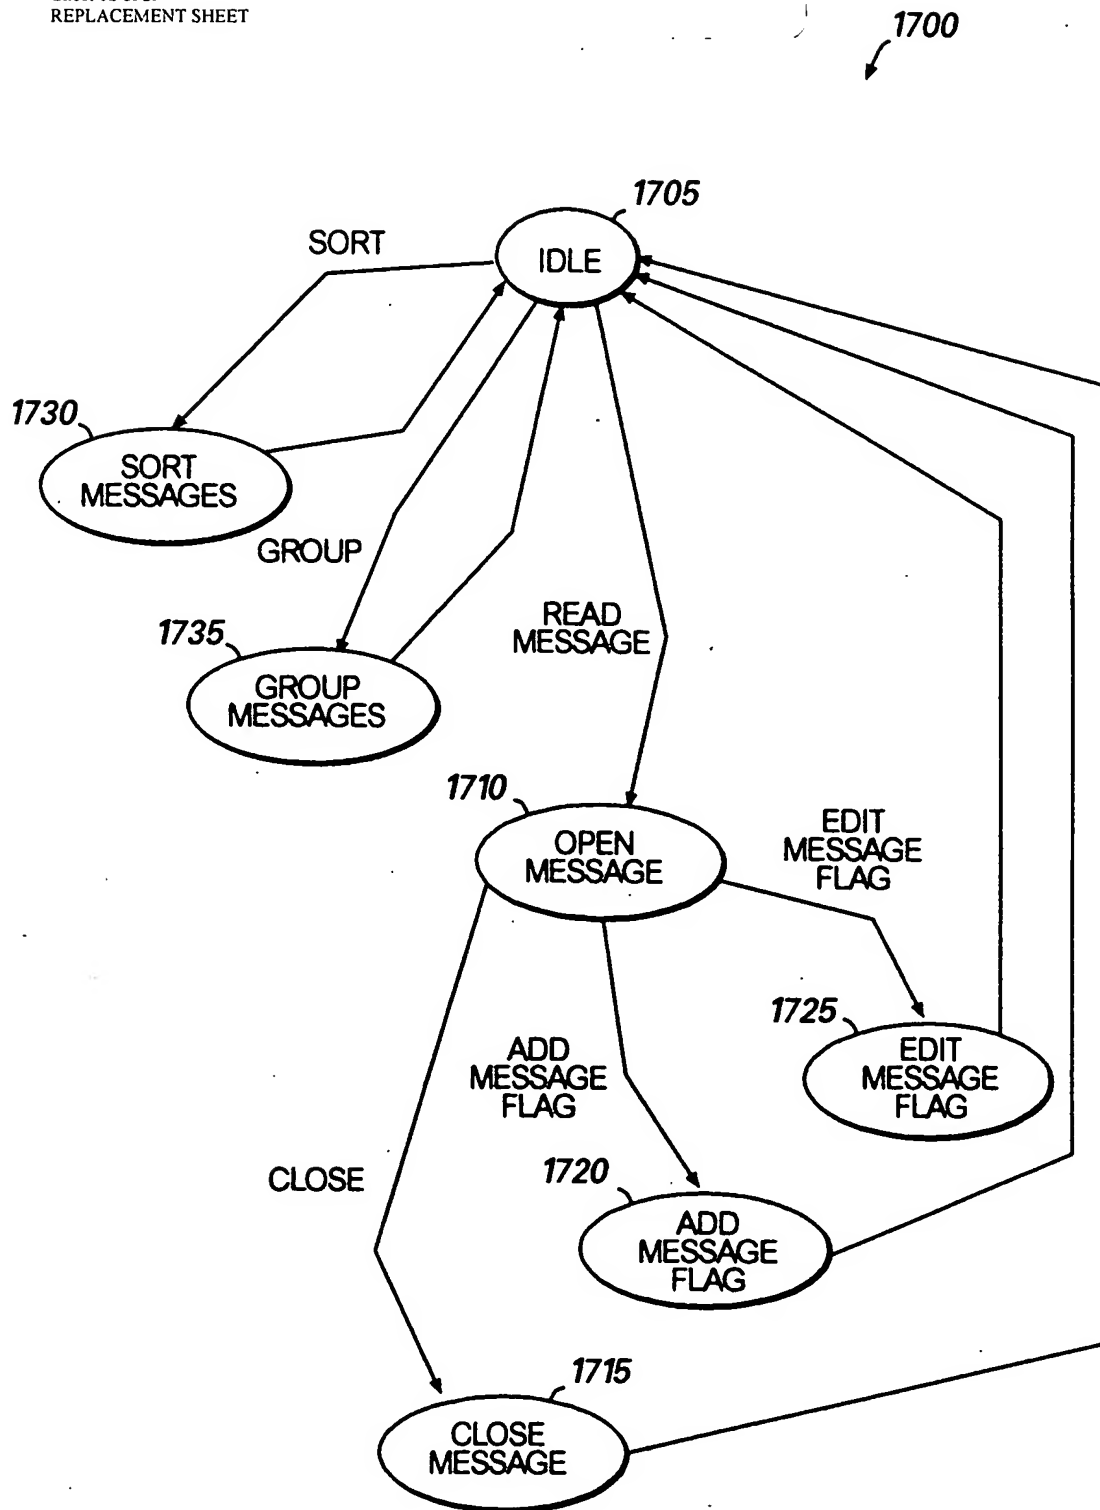 REPLACEMENT SHEET
1700
1705
IDLE
SORT
1730
SORT
MESSAGES
GROUP
1735
GROUP
MESSAGES
READ
MESSAGE
1710
OPEN
MESSAGE
EDIT
MESSAGE
FLAG
1725
EDIT
MESSAGE
FLAG
ADD
MESSAGE
FLAG
1720
ADD
MESSAGE
FLAG
CLOSE
1715
CLOSE
MESSAGE